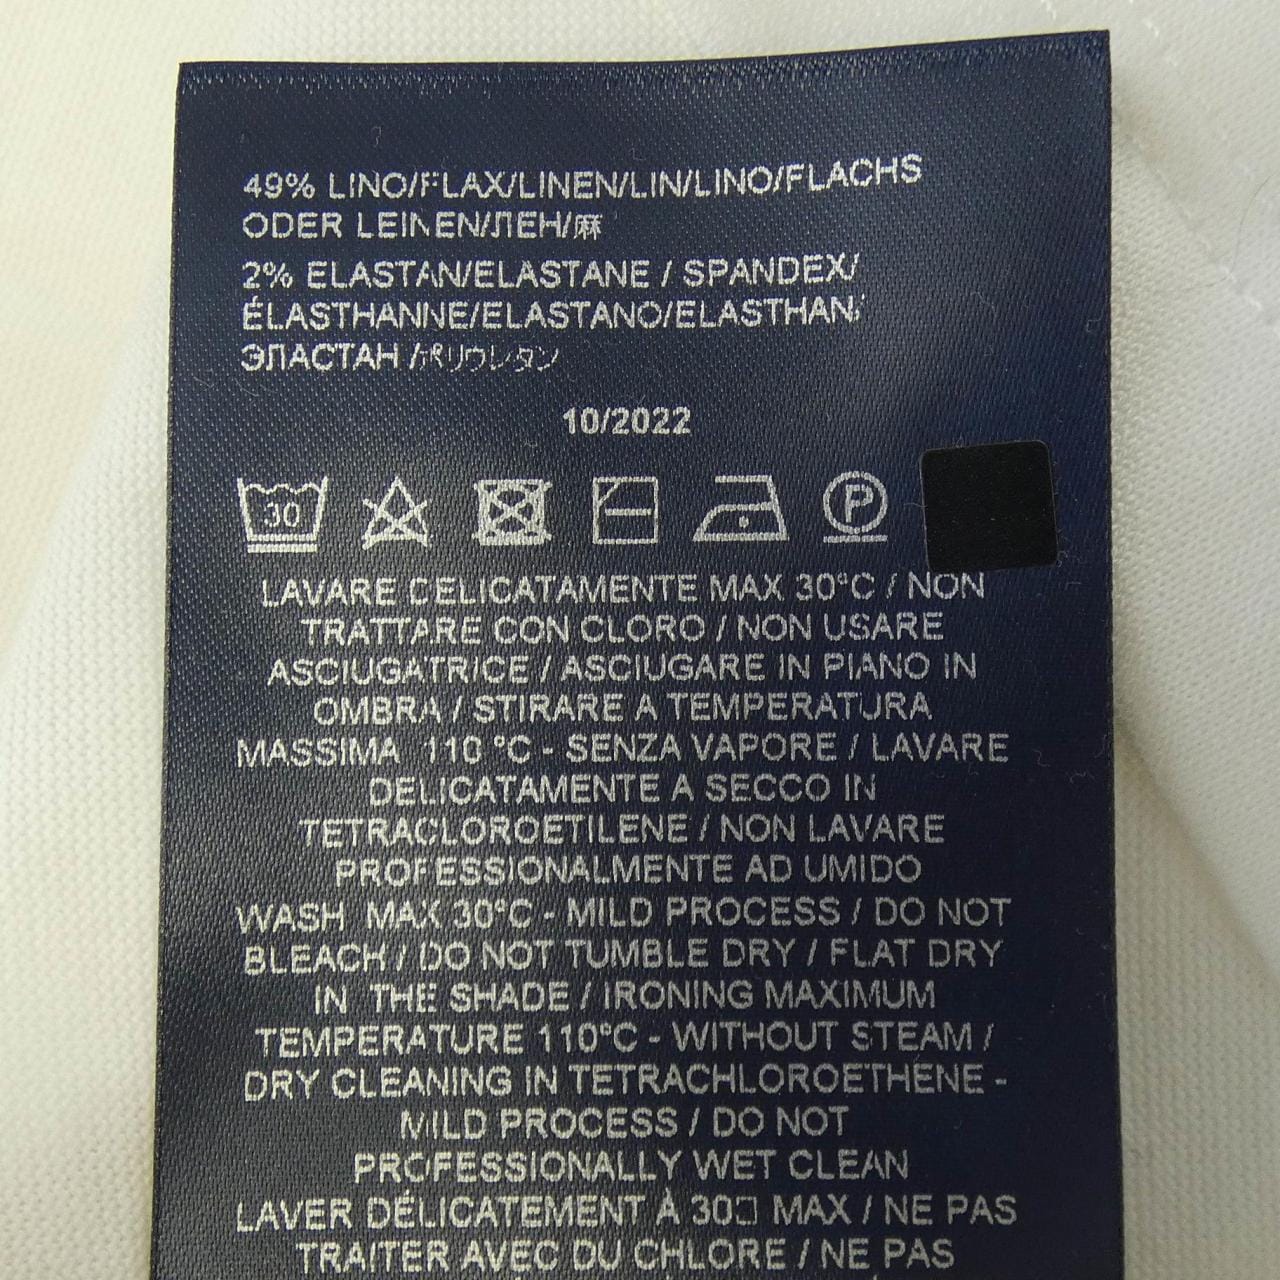 49% LINO/FLAX/LINEN/LIN/LINO/FLACHS
ODER LEINEN/ЛЕН/麻
2% ELASTAN/ELASTANE / SPANDEX/
ÉLASTHANNE/ELASTANO/ELASTHAN/
ЭЛАСТАН /ポリウレタン
10/2022
30 P
LAVARE DELICATAMENTE MAX 30°C / NON
TRATTARE CON CLORO / NON USARE
ASCIUGATRICE / ASCIUGARE IN PIANO IN
OMBRA / STIRARE A TEMPERATURA
MASSIMA 110 °C - SENZA VAPORE / LAVARE
DELICATAMENTE A SECCO IN
TETRACLOROETILENE / NON LAVARE
PROFESSIONALMENTE AD UMIDO
WASH MAX 30°C - MILD PROCESS / DO NOT
BLEACH / DO NOT TUMBLE DRY / FLAT DRY
IN THE SHADE / IRONING MAXIMUM
TEMPERATURE 110°C - WITHOUT STEAM /
DRY CLEANING IN TETRACHLOROETHENE -
MILD PROCESS / DO NOT
PROFESSIONALLY WET CLEAN
LAVER DÉLICATEMENT À 30□ MAX / NE PAS
TRAITER AVEC DU CHLORE / NE PAS